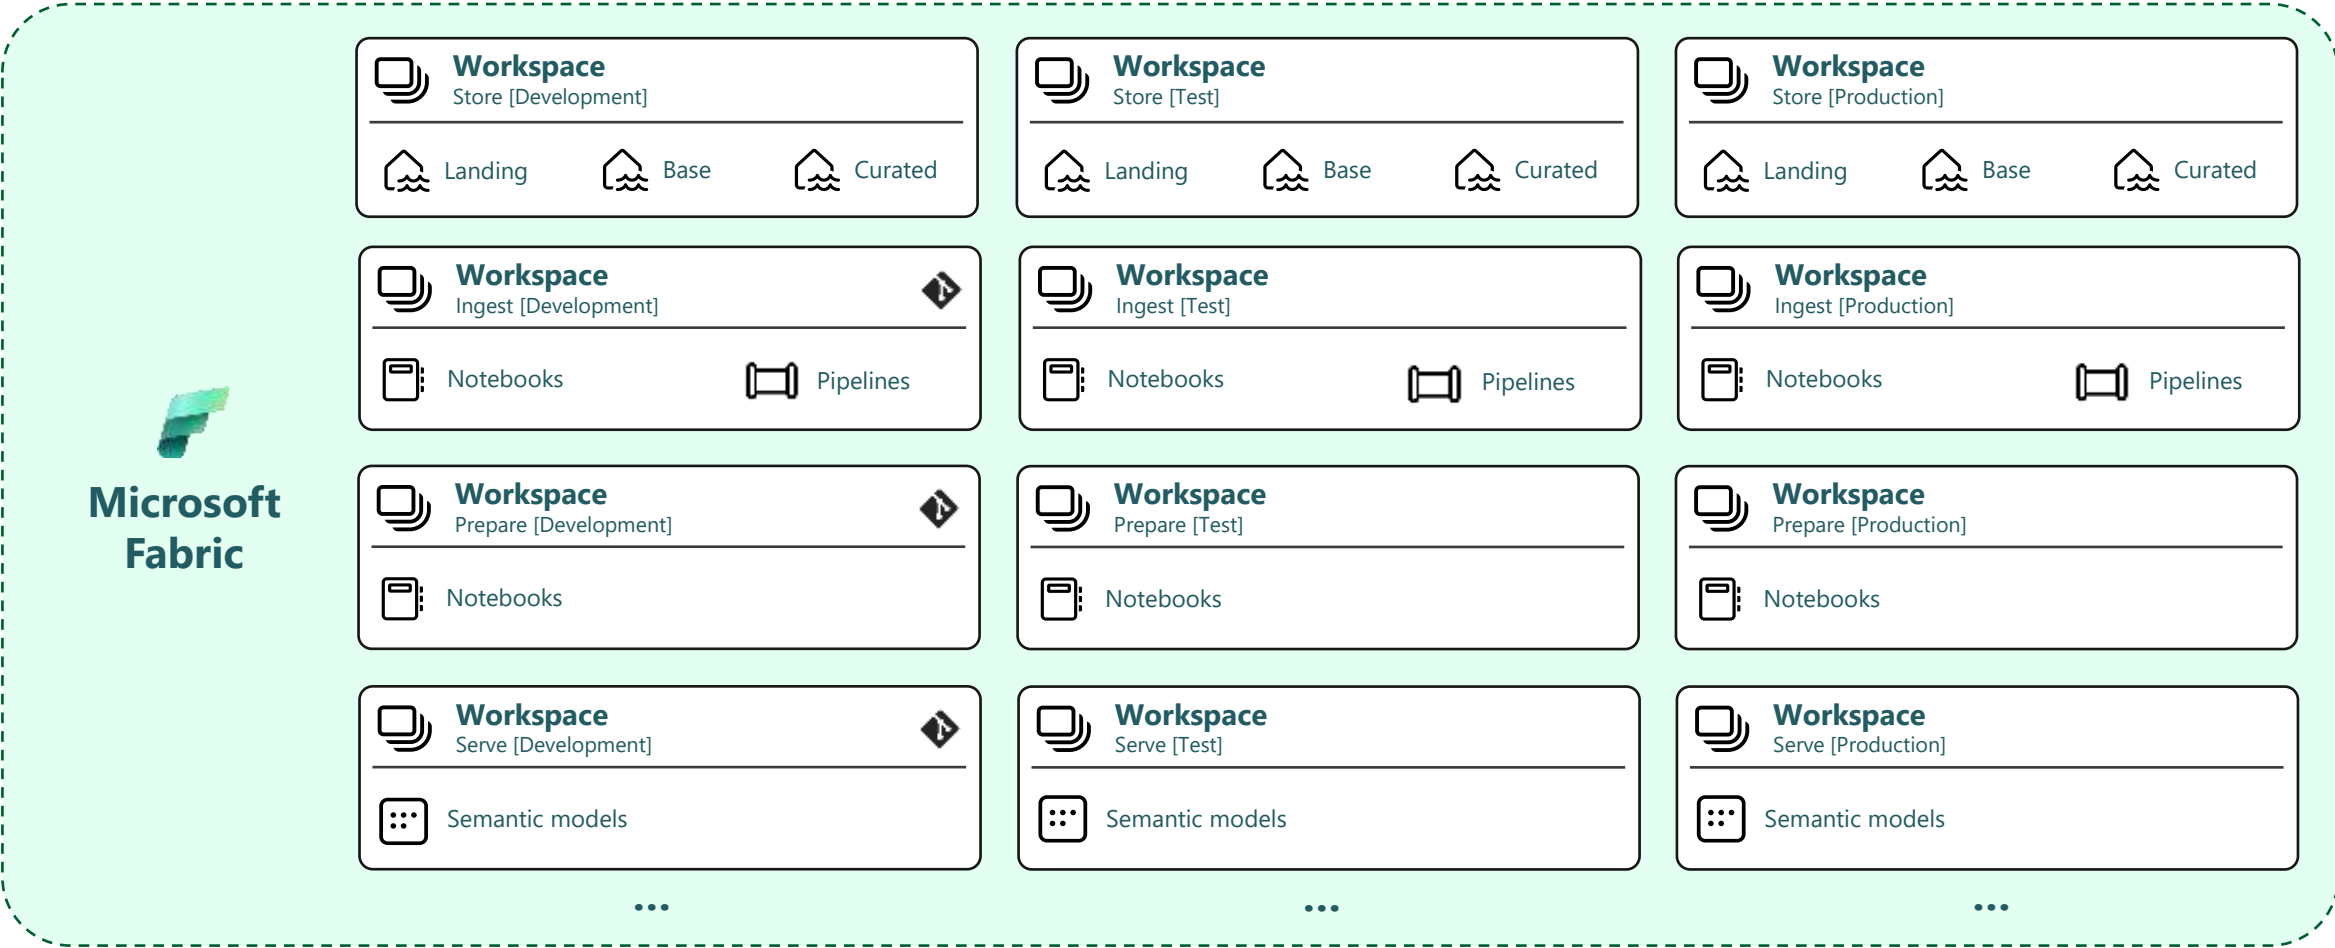 Workspace
Store [Development]
Landing
Base
Curated
Workspace
Store [Test]
Landing
Base
Curated
Workspace
Store [Production]
Landing
Base
Curated
Workspace
Ingest [Development]
Notebooks
Pipelines
Workspace
Ingest [Test]
Notebooks
Pipelines
Workspace
Ingest [Production]
Notebooks
Pipelines
Microsoft
Fabric
Workspace
Prepare [Development]
Notebooks
Workspace
Prepare [Test]
Notebooks
Workspace
Prepare [Production]
Notebooks
Workspace
Serve [Development]
Semantic models
Workspace
Serve [Test]
Semantic models
Workspace
Serve [Production]
Semantic models
...
...
...